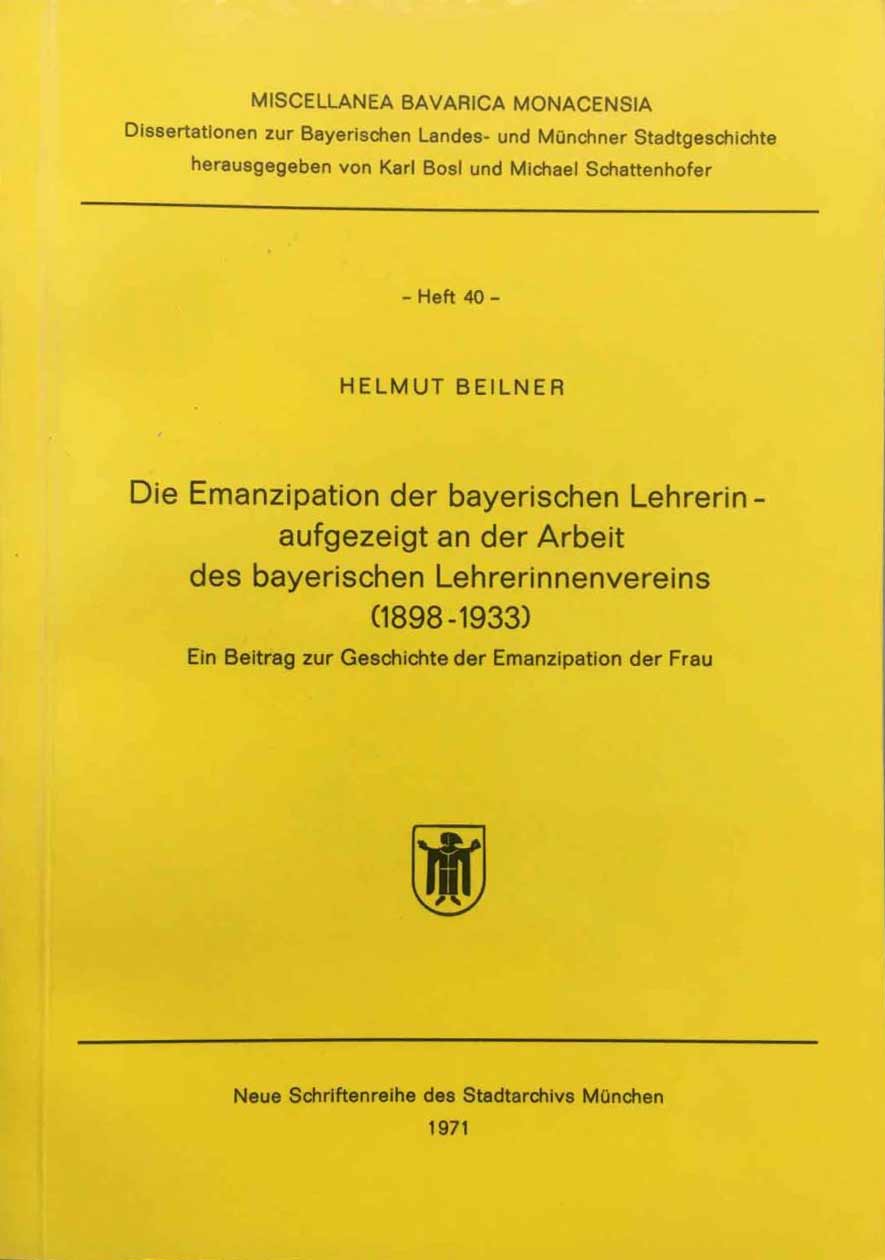 MISCELLANEA BAVARICA MONACENSIA
Dissertationen zur Bayerischen Landes- und Münchner Stadtgeschichte
herausgegeben von Karl Bosl und Michael Schattenhofer
– Heft 40 –
HELMUT BEILNER
Die Emanzipation der bayerischen Lehrerin –
aufgezeigt an der Arbeit
des bayerischen Lehrerinnenvereins
(1898-1933)
Ein Beitrag zur Geschichte der Emanzipation der Frau
Neue Schriftenreihe des Stadtarchivs München
1971